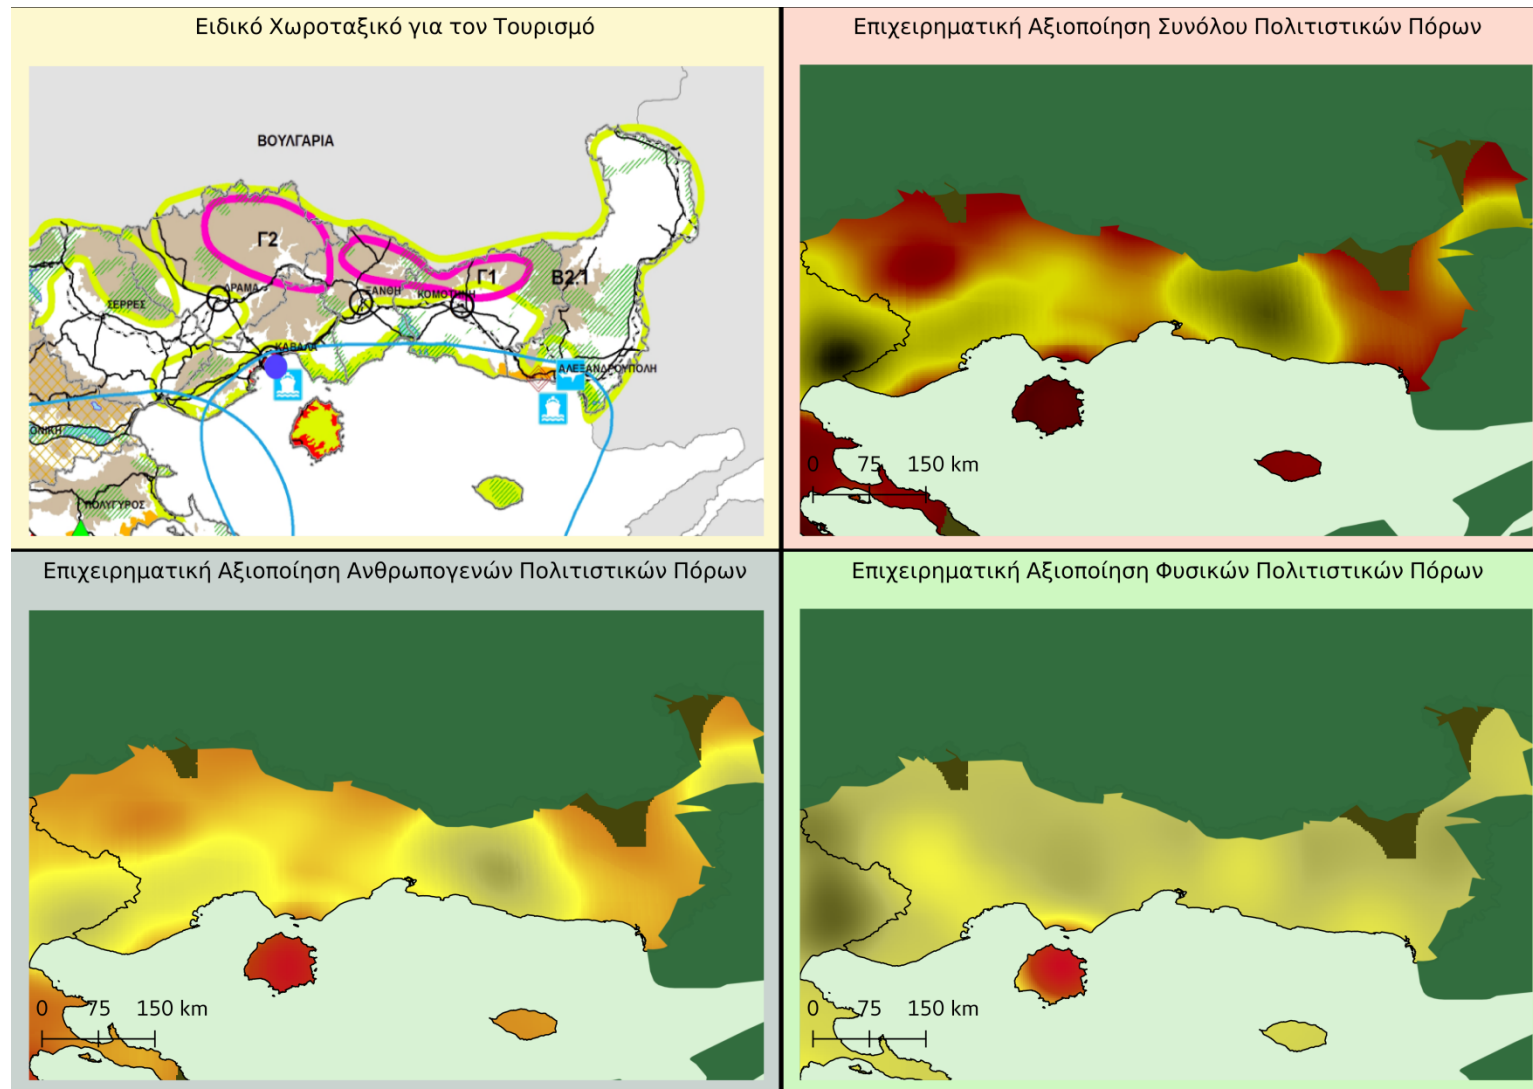 Ειδικό Χωροταξικό για τον Τουρισμό
ΒΟΥΛΓΑΡΙΑ
Γ2
Γ1
Β2.1
ΔΡΑΜΑ
ΞΑΝΘΗ
ΚΟΜΟΤΗΝΗ
ΣΕΡΡΕΣ
ΚΑΒΑΛΑ
ΑΛΕΞΑΝΔΡΟΥΠΟΛΗ
ΟΝΙΚΗ
ΠΟΛΥΓΥΡΟΣ
Επιχειρηματική Αξιοποίηση Συνόλου Πολιτιστικών Πόρων
0 75 150 km
Επιχειρηματική Αξιοποίηση Ανθρωπογενών Πολιτιστικών Πόρων
0 75 150 km
Επιχειρηματική Αξιοποίηση Φυσικών Πολιτιστικών Πόρων
0 75 150 km